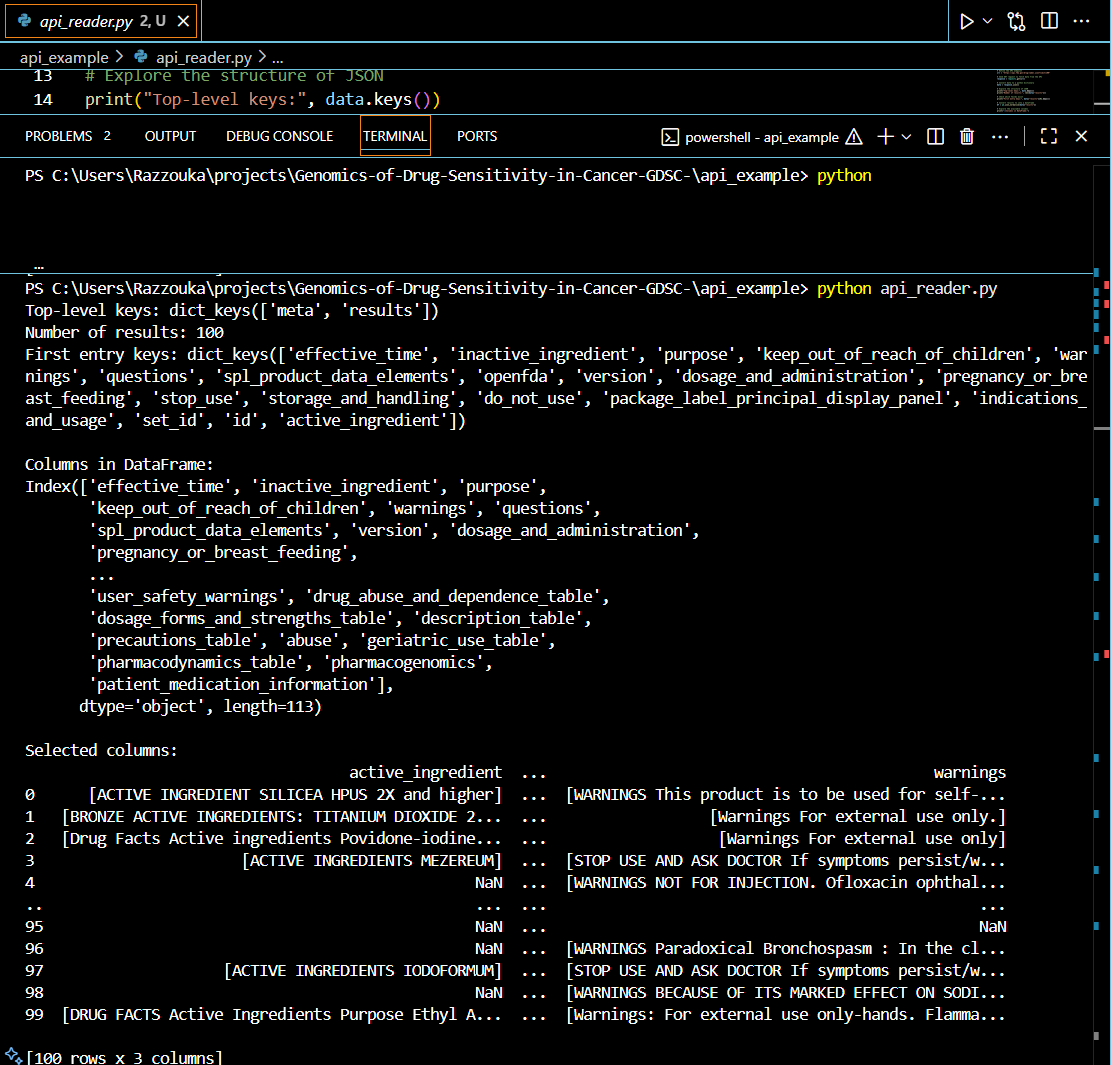 api_reader.py 2, U
api_example > api_reader.py > ...
13 # Explore the structure of JSON
14 print("Top-level keys:", data.keys())
PROBLEMS 2 OUTPUT DEBUG CONSOLE TERMINAL PORTS powershell - api_example
PS C:\Users\Razzouka\projects\Genomics-of-Drug-Sensitivity-in-Cancer-GDSC-\api_example> python
...
PS C:\Users\Razzouka\projects\Genomics-of-Drug-Sensitivity-in-Cancer-GDSC-\api_example> python api_reader.py
Top-level keys: dict_keys(['meta', 'results'])
Number of results: 100
First entry keys: dict_keys(['effective_time', 'inactive_ingredient', 'purpose', 'keep_out_of_reach_of_children', 'war
nings', 'questions', 'spl_product_data_elements', 'openfda', 'version', 'dosage_and_administration', 'pregnancy_or_bre
ast_feeding', 'stop_use', 'storage_and_handling', 'do_not_use', 'package_label_principal_display_panel', 'indications_
and_usage', 'set_id', 'id', 'active_ingredient'])
Columns in DataFrame:
Index(['effective_time', 'inactive_ingredient', 'purpose',
'keep_out_of_reach_of_children', 'warnings', 'questions',
'spl_product_data_elements', 'version', 'dosage_and_administration',
'pregnancy_or_breast_feeding',
...
'user_safety_warnings', 'drug_abuse_and_dependence_table',
'dosage_forms_and_strengths_table', 'description_table',
'precautions_table', 'abuse', 'geriatric_use_table',
'pharmacodynamics_table', 'pharmacogenomics',
'patient_medication_information'],
dtype='object', length=113)
Selected columns:
active_ingredient ... warnings
0 [ACTIVE INGREDIENT SILICEA HPUS 2X and higher] ... [WARNINGS This product is to be used for self-...
1 [BRONZE ACTIVE INGREDIENTS: TITANIUM DIOXIDE 2... ... [Warnings For external use only.]
2 [Drug Facts Active ingredients Povidone-iodine... ... [Warnings For external use only]
3 [ACTIVE INGREDIENTS MEZEREUM] ... [STOP USE AND ASK DOCTOR If symptoms persist/w...
4 NaN ... [WARNINGS NOT FOR INJECTION. Ofloxacin ophthal...
.. ... ... ...
95 NaN ... NaN
96 NaN ... [WARNINGS Paradoxical Bronchospasm : In the cl...
97 [ACTIVE INGREDIENTS IODOFORMUM] ... [STOP USE AND ASK DOCTOR If symptoms persist/w...
98 NaN ... [WARNINGS BECAUSE OF ITS MARKED EFFECT ON SODI...
99 [DRUG FACTS Active Ingredients Purpose Ethyl A... ... [Warnings: For external use only-hands. Flamma...
[100 rows x 3 columns]